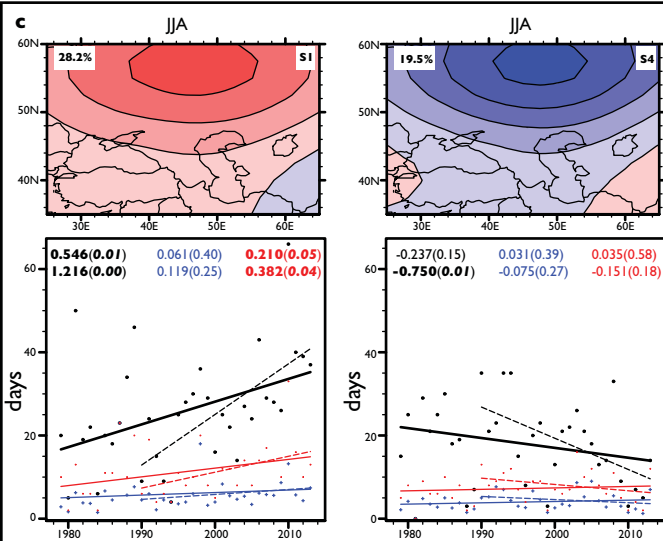 c
JJA JJA
60N 60N
28.2% S1 19.5% S4
50N 50N
40N 40N
30E 40E 50E 60E 30E 40E 50E 60E
0.546(0.01) 0.061(0.40) 0.210(0.05) -0.237(0.15) 0.031(0.39) 0.035(0.58)
1.216(0.00) 0.119(0.25) 0.382(0.04) -0.750(0.01) -0.075(0.27) -0.151(0.18)
60 60
40 40
days days
20 20
0 0
1980 1990 2000 2010 1980 1990 2000 2010